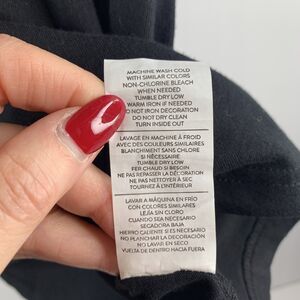 MACHINE WASH COLD
WITH SIMILAR COLORS
NON-CHLORINE BLEACH
WHEN NEEDED
TUMBLE DRY LOW
WARM IRON IF NEEDED
DO NOT IRON DECORATION
DO NOT DRY CLEAN
TURN INSIDE OUT
LAVAGE EN MACHINE À FROID
AVEC DES COULEURS SIMILAIRES
BLANCHIMENT SANS CHLORE
SI NÉCESSAIRE
TUMBLE DRY LOW
FER CHAUD SI BESOIN
NE PAS REPASSER LA DÉCORATION
NE PAS NETTOYER À SEC
TOURNEZ À L'INTÉRIEUR
LAVAR A MÁQUINA EN FRÍO
CON COLORES SIMILARES
LEJÍA SIN CLORO
CUANDO SEA NECESARIO
SECADORA BAJA
HIERRO CALIENTE SI ES NECESARIO
NO PLANCHAR LA DECORACIÓN
NO LAVAR EN SECO
VUELTA DE DENTRO HACIA FUERA